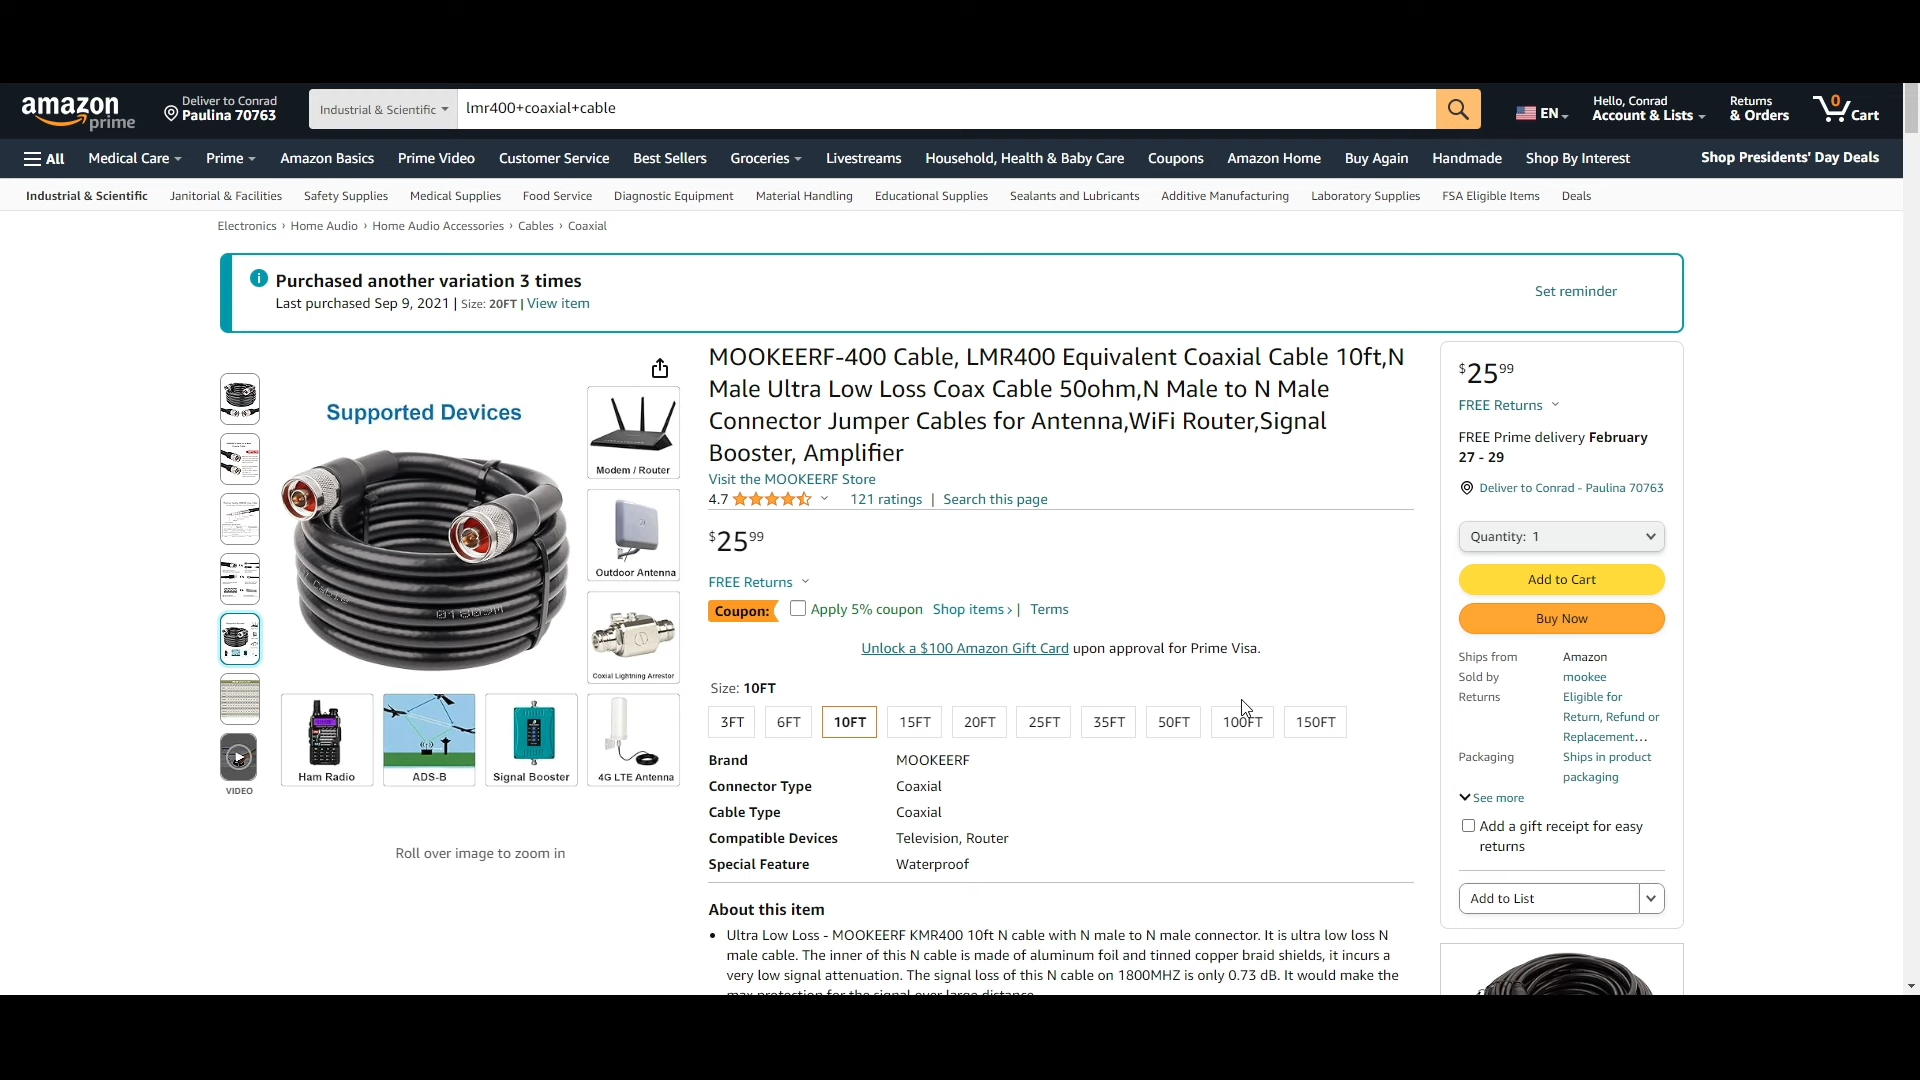 amazon prime
Deliver to Conrad
Paulina 70763
Industrial & Scientific
lmr400+coaxial+cable
EN
Hello, Conrad
Account & Lists
Returns
& Orders
0
Cart
All
Medical Care
Prime
Amazon Basics
Prime Video
Customer Service
Best Sellers
Groceries
Livestreams
Household, Health & Baby Care
Coupons
Amazon Home
Buy Again
Handmade
Shop By Interest
Shop Presidents' Day Deals
Industrial & Scientific
Janitorial & Facilities
Safety Supplies
Medical Supplies
Food Service
Diagnostic Equipment
Material Handling
Educational Supplies
Sealants and Lubricants
Additive Manufacturing
Laboratory Supplies
FSA Eligible Items
Deals
Electronics › Home Audio › Home Audio Accessories › Cables › Coaxial
Purchased another variation 3 times
Last purchased Sep 9, 2021 | Size: 20FT | View item
Set reminder
Supported Devices
Modem / Router
Outdoor Antenna
Coxial Lightning Arrestor
Ham Radio
ADS-B
Signal Booster
4G LTE Antenna
VIDEO
Roll over image to zoom in
MOOKEERF-400 Cable, LMR400 Equivalent Coaxial Cable 10ft,N
Male Ultra Low Loss Coax Cable 50ohm,N Male to N Male
Connector Jumper Cables for Antenna,WiFi Router,Signal
Booster, Amplifier
Visit the MOOKEERF Store
4.7
121 ratings | Search this page
$25 99
FREE Returns
Coupon: Apply 5% coupon Shop items › | Terms
Unlock a $100 Amazon Gift Card upon approval for Prime Visa.
Size: 10FT
3FT
6FT
10FT
15FT
20FT
25FT
35FT
50FT
100FT
150FT
Brand MOOKEERF
Connector Type Coaxial
Cable Type Coaxial
Compatible Devices Television, Router
Special Feature Waterproof
About this item
• Ultra Low Loss - MOOKEERF KMR400 10ft N cable with N male to N male connector. It is ultra low loss N
male cable. The inner of this N cable is made of aluminum foil and tinned copper braid shields, it incurs a
very low signal attenuation. The signal loss of this N cable on 1800MHZ is only 0.73 dB. It would make the
max protection for the signal over large distance.
$25 99
FREE Returns
FREE Prime delivery February
27 - 29
Deliver to Conrad - Paulina 70763
Quantity: 1
Add to Cart
Buy Now
Ships from Amazon
Sold by mookee
Returns Eligible for
Return, Refund or
Replacement...
Packaging Ships in product
packaging
See more
Add a gift receipt for easy
returns
Add to List